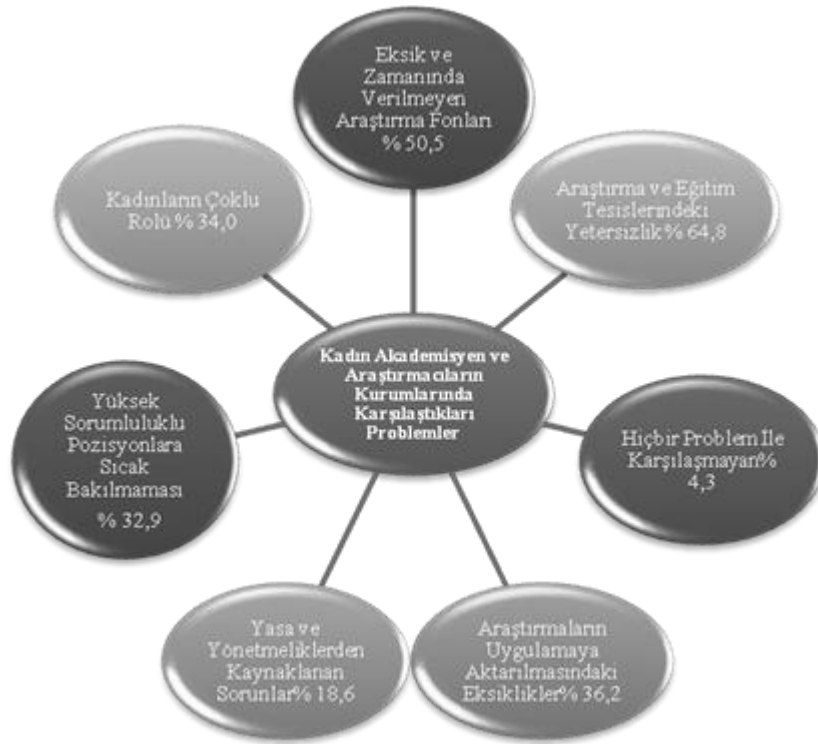 Eksik ve
Zamanında
Verilmeyen
Araştırma Fonları
% 50,5
Kadınların Çoklu
Rolü % 34,0
Araştırma ve Eğitim
Tesislerindeki
Yetersizlik% 64,8
Kadın Akademisyen ve
Araştırmacıların
Kurumlarında
Karşılaştıkları
Problemler
Yüksek
Sorumluluklu
Pozisyonlara
Sıcak
Bakılmaması
% 32,9
Hiçbir Problem Ile
Karşılaşmayan%
4,3
Yasa ve
Yönetmeliklerden
Kaynaklanan
Sorunlar% 18,6
Araştırmaların
Uygulamaya
Aktarılmasındaki
Eksiklikler% 36,2